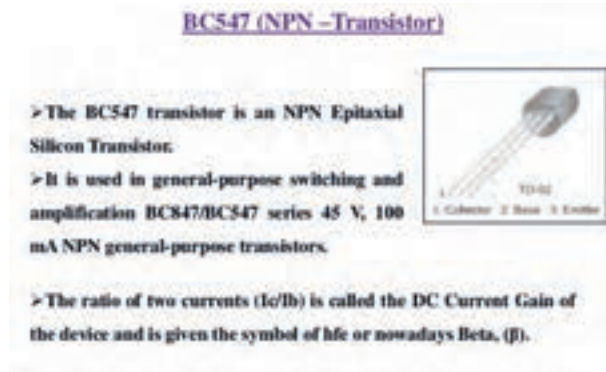 BC547 (NPN –Transistor)
➢The BC547 transistor is an NPN Epitaxial
Silicon Transistor.
➢It is used in general-purpose switching and
amplification BC847/BC547 series 45 V, 100
mA NPN general-purpose transistors.
1
TO-92
1. Collector 2. Base 3. Emitter
➢The ratio of two currents (Ic/Ib) is called the DC Current Gain of
the device and is given the symbol of hfe or nowadays Beta, (β).